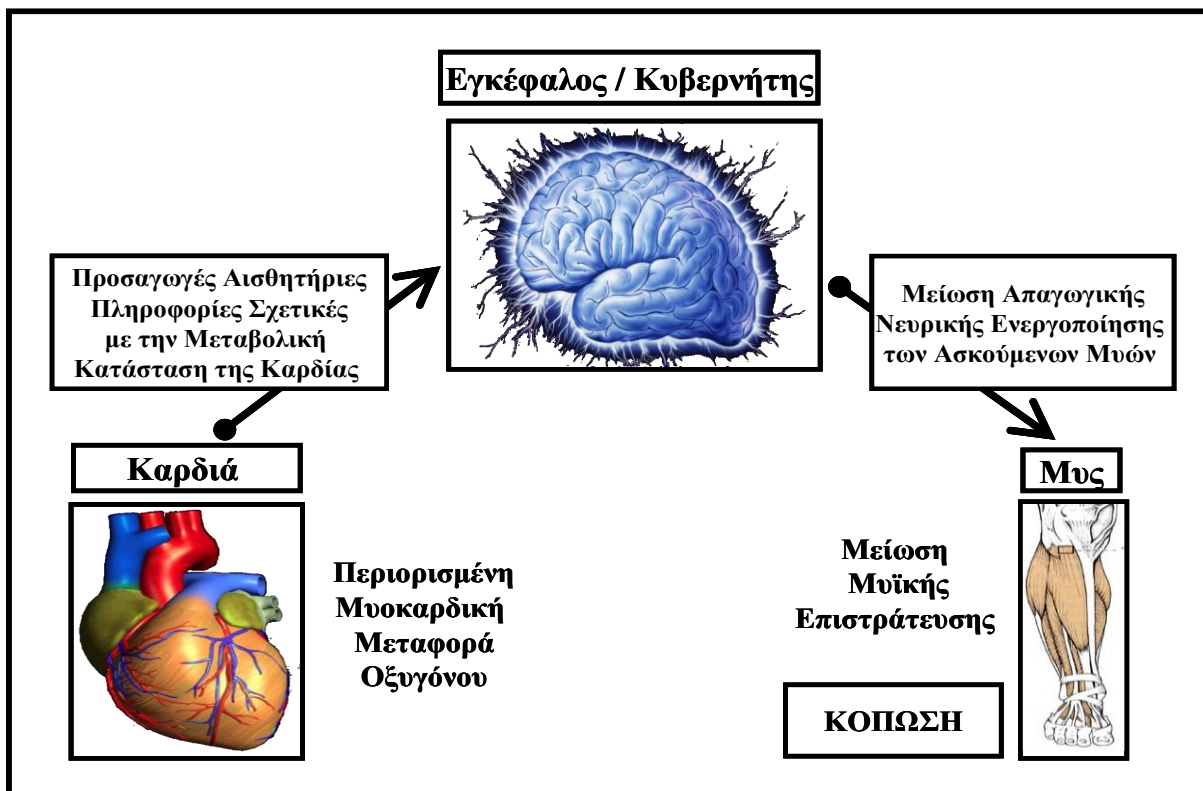 Εγκέφαλος / Κυβερνήτης
Προσαγωγές Αισθητήριες
Πληροφορίες Σχετικές
με την Μεταβολική
Κατάσταση της Καρδίας
Μείωση Απαγωγικής
Νευρικής Ενεργοποίησης
των Ασκούμενων Μυών
Καρδιά
Μυς
Περιορισμένη
Μυοκαρδική
Μεταφορά
Οξυγόνου
Μείωση
Μυϊκής
Επιστράτευσης
ΚΟΠΩΣΗ